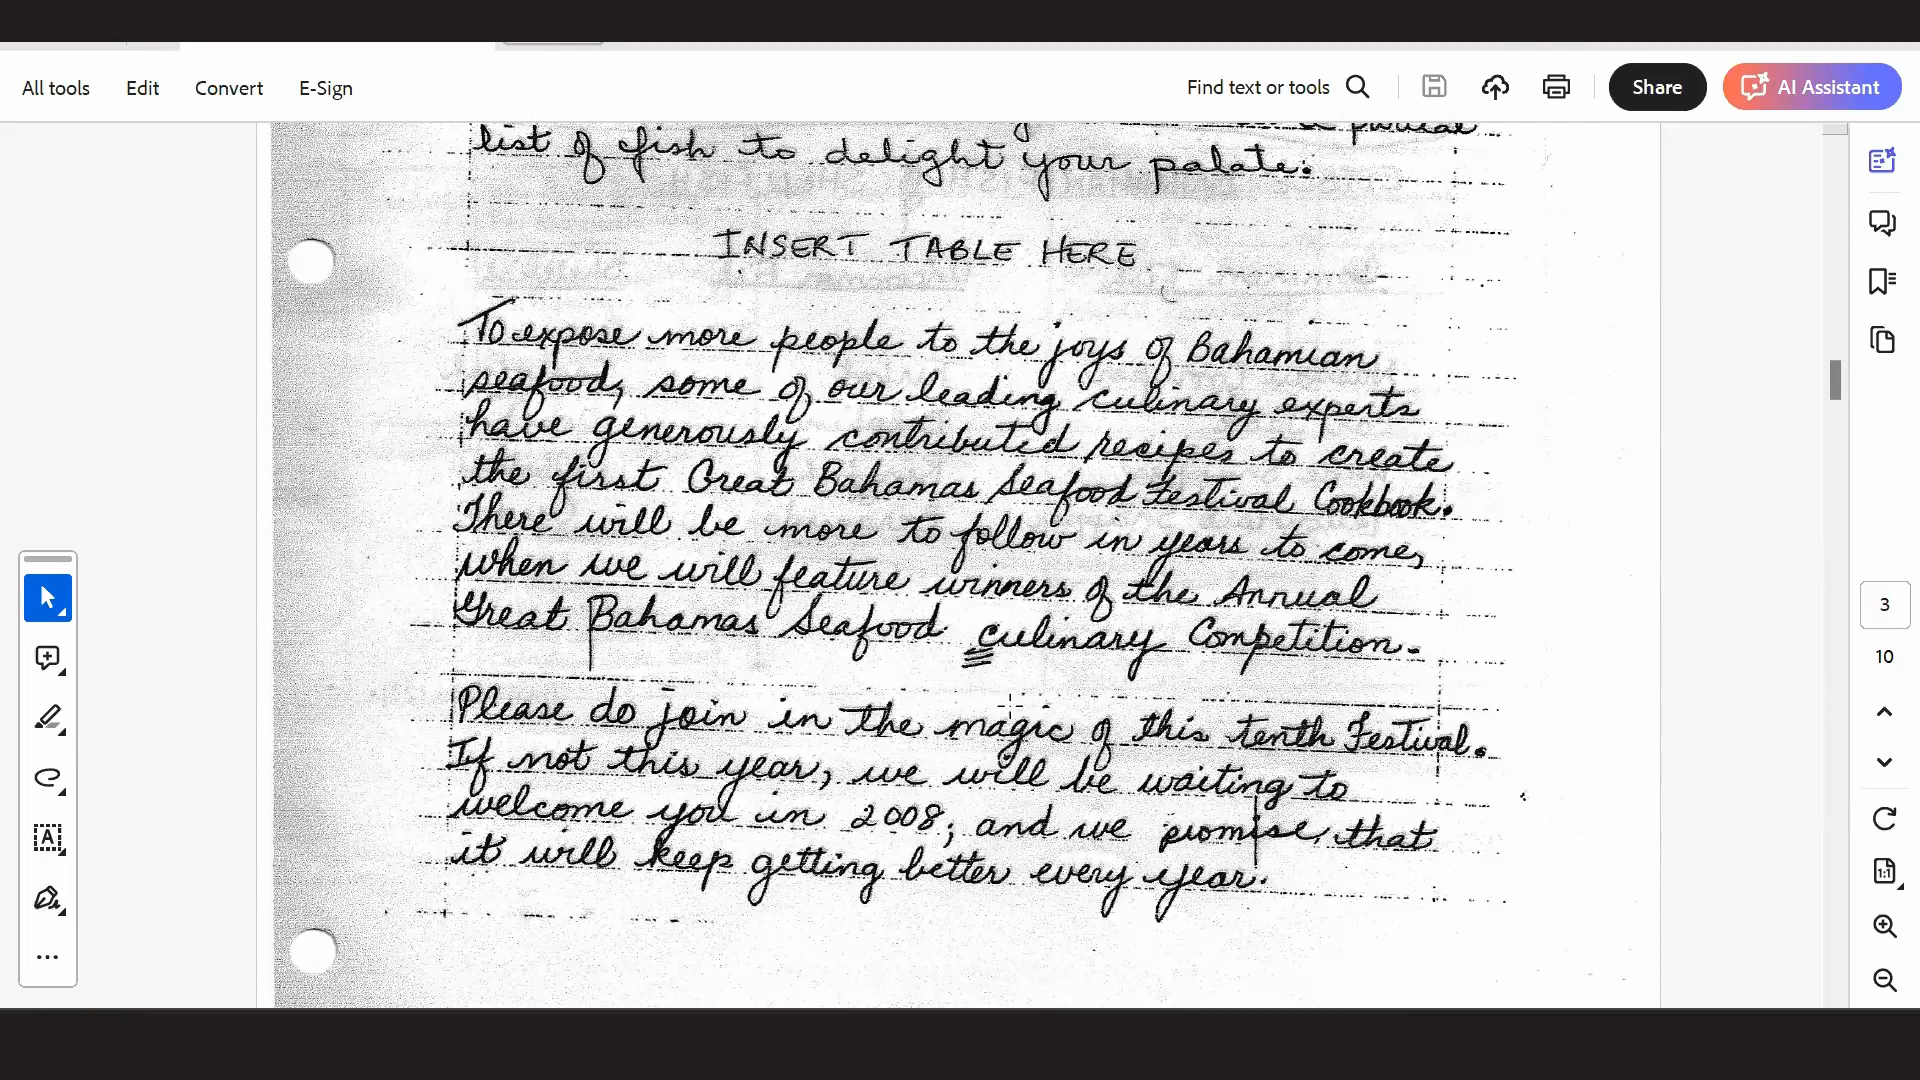 All tools Edit Convert E-Sign Find text or tools Share AI Assistant
list of fish to delight your palate.
INSERT TABLE HERE
To expose more people to the joys of Bahamian
seafood, some of our leading culinary experts
have generously contributed recipes to create
the first Great Bahamas Seafood Festival Cookbook.
There will be more to follow in years to come,
when we will feature winners of the Annual
Great Bahamas Seafood culinary Competition.
Please do join in the magic of this tenth Festival.
If not this year, we will be waiting to
welcome you in 2008; and we promise that
it will keep getting better every year.
3
10